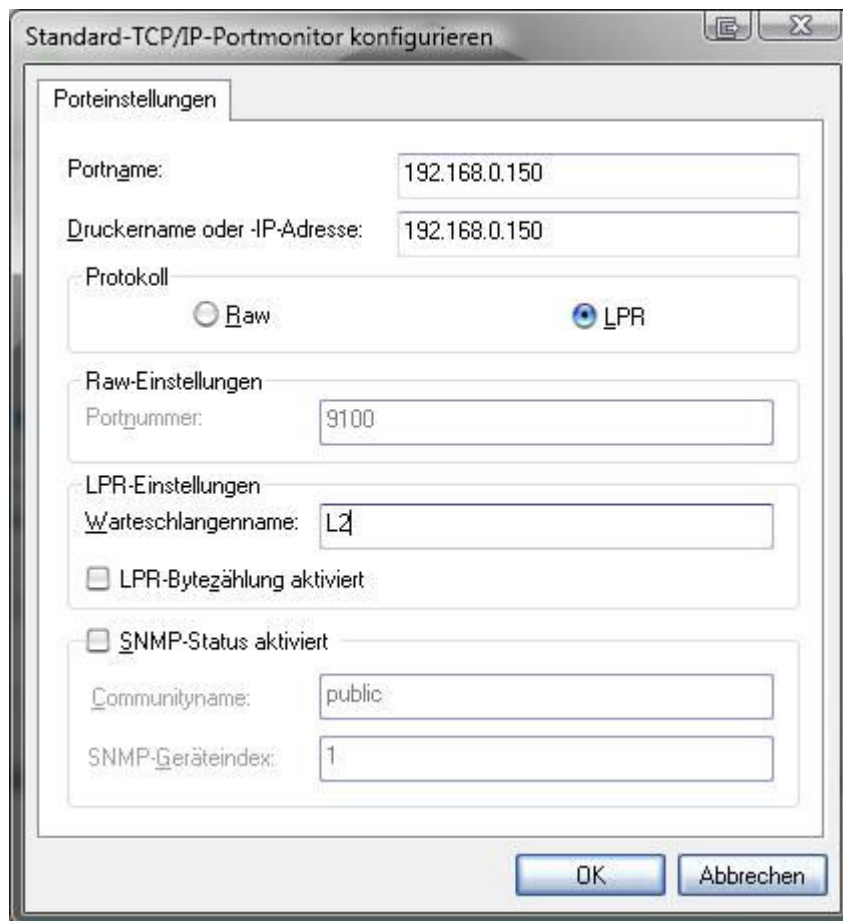 Standard-TCP/IP-Portmonitor konfigurieren
Porteinstellungen
Portname: 192.168.0.150
Druckername oder -IP-Adresse: 192.168.0.150
Protokoll
Raw LPR
Raw-Einstellungen
Portnummer: 9100
LPR-Einstellungen
Warteschlangenname: L2
LPR-Bytezählung aktiviert
SNMP-Status aktiviert
Communityname: public
SNMP-Geräteindex: 1
OK Abbrechen